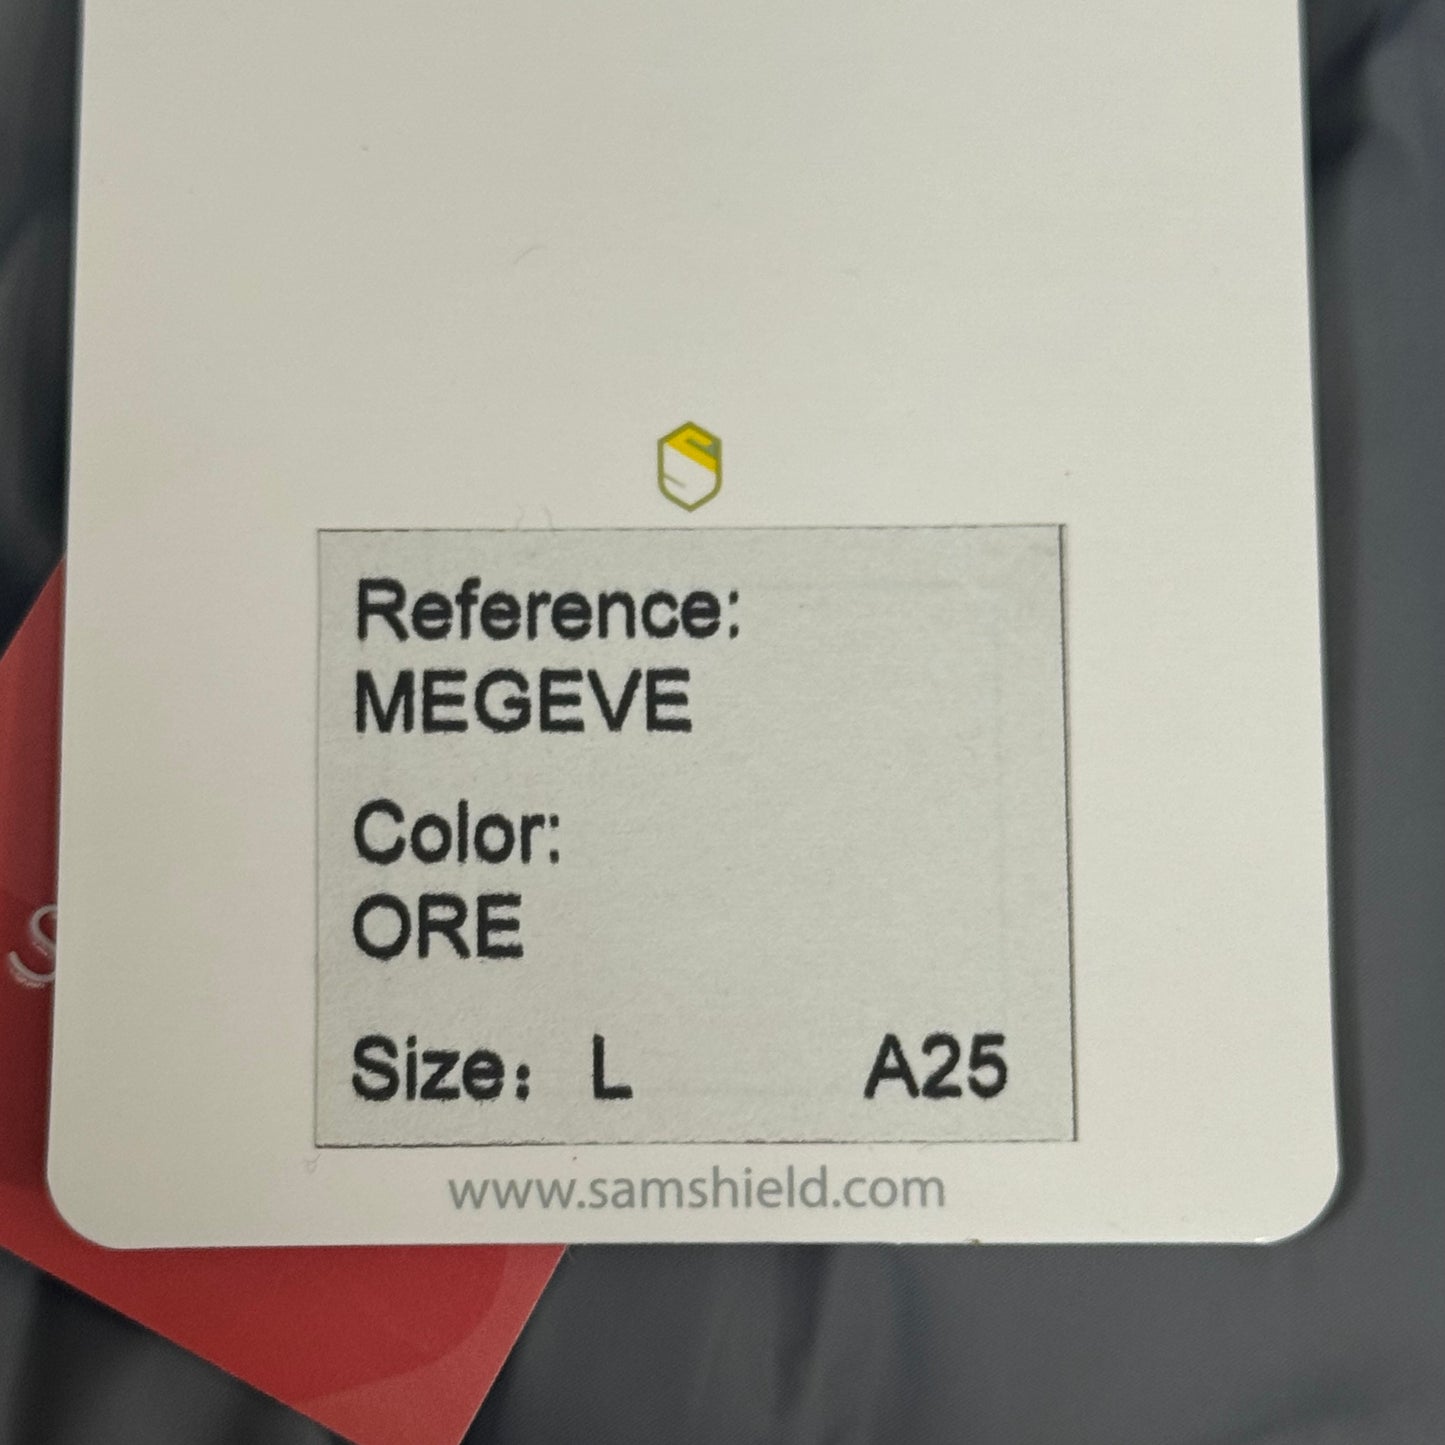 Reference:
MEGEVE
Color:
ORE
Size: L A25
www.samshield.com
S